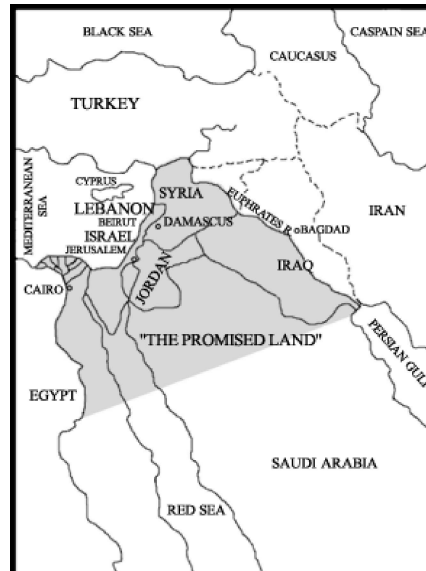 BLACK SEA
CASPAIN SEA
CAUCASUS
TURKEY
MEDITERRANEAN
SEA
CYPRUS
SYRIA
LEBANON
BEIRUT
DAMASCUS
EUPHRATES R.
BAGDAD
IRAN
ISRAEL
JERUSALEM
JORDAN
IRAQ
CAIRO
"THE PROMISED LAND"
PERSIAN GULF
EGYPT
SAUDI ARABIA
RED SEA